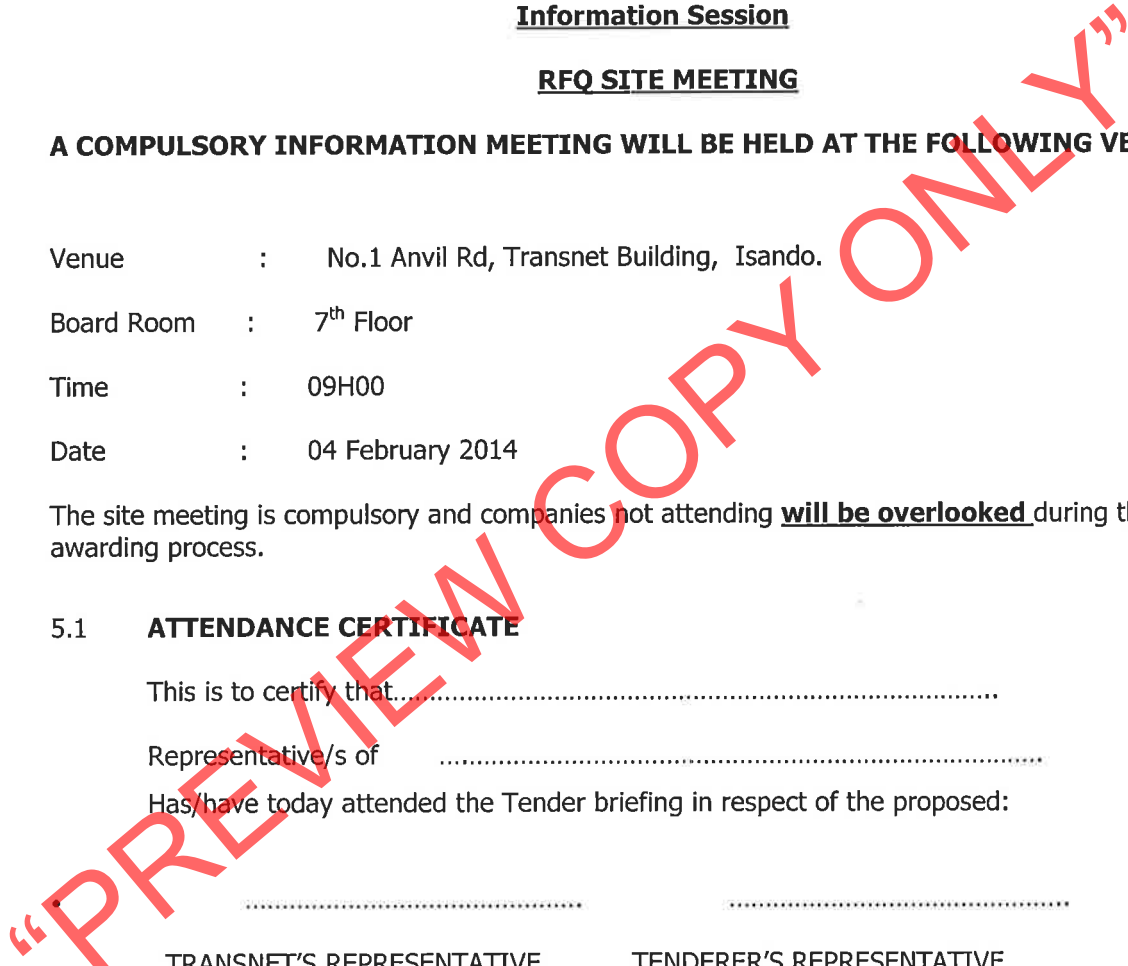 Information Session
RFQ SITE MEETING
A COMPULSORY INFORMATION MEETING WILL BE HELD AT THE FOLLOWING VE
Venue : No.1 Anvil Rd, Transnet Building, Isando.
Board Room : 7th Floor
Time : 09H00
Date : 04 February 2014
The site meeting is compulsory and companies not attending will be overlooked during t
awarding process.
5.1 ATTENDANCE CERTIFICATE
This is to certify that..........................................................................................
Representative/s of ..........................................................................................
Has/have today attended the Tender briefing in respect of the proposed:
• .................................................. ..................................................
TRANSNET'S REPRESENTATIVE TENDERER'S REPRESENTATIVE
"PREVIEW COPY ONLY"